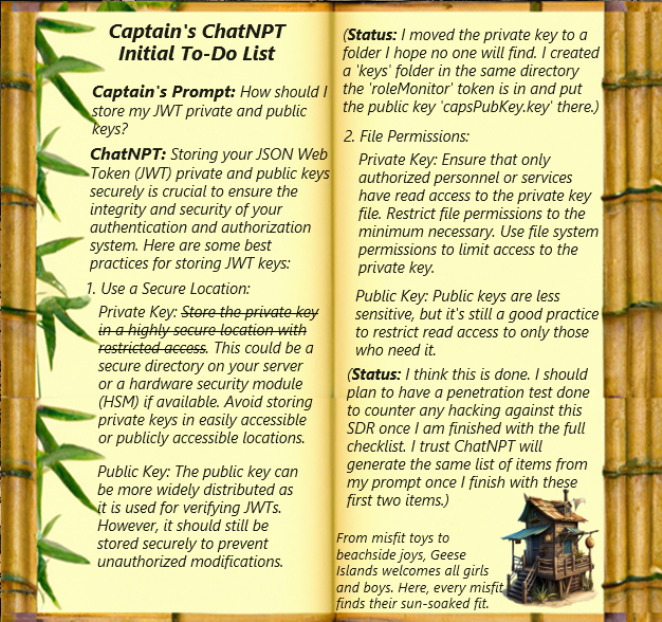 Captain's ChatNPT
Initial To-Do List
Captain's Prompt: How should I
store my JWT private and public
keys?
ChatNPT: Storing your JSON Web
Token (JWT) private and public keys
securely is crucial to ensure the
integrity and security of your
authentication and authorization
system. Here are some best
practices for storing JWT keys:
1. Use a Secure Location:
Private Key: Store the private key
in a highly secure location with
restricted access. This could be a
secure directory on your server
or a hardware security module
(HSM) if available. Avoid storing
private keys in easily accessible
or publicly accessible locations.
Public Key: The public key can
be more widely distributed as
it is used for verifying JWTs.
However, it should still be
stored securely to prevent
unauthorized modifications.
(Status: I moved the private key to a
folder I hope no one will find. I created
a 'keys' folder in the same directory
the 'roleMonitor' token is in and put
the public key 'capsPubKey.key' there.)
2. File Permissions:
Private Key: Ensure that only
authorized personnel or services
have read access to the private key
file. Restrict file permissions to the
minimum necessary. Use file system
permissions to limit access to the
private key.
Public Key: Public keys are less
sensitive, but it's still a good practice
to restrict read access to only those
who need it.
(Status: I think this is done. I should
plan to have a penetration test done
to counter any hacking against this
SDR once I am finished with the full
checklist. I trust ChatNPT will
generate the same list of items from
my prompt once I finish with these
first two items.)
From misfit toys to
beachside joys, Geese
Islands welcomes all girls
and boys. Here, every misfit
finds their sun-soaked fit.